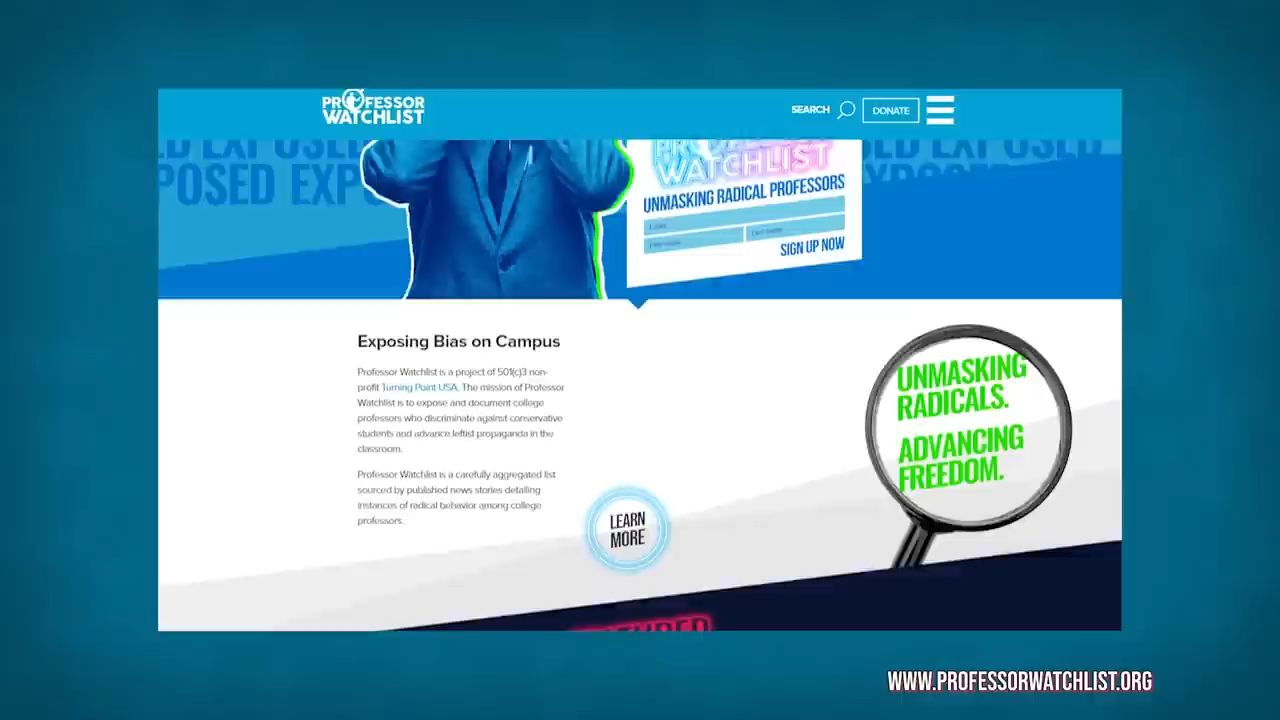 PROFESSOR
WATCHLIST
SEARCH
DONATE
POSED EXP
WATCHLIST
UNMASKING RADICAL PROFESSORS
SIGN UP NOW
Exposing Bias on Campus
Professor Watchlist is a project of 501(c)3 non-
profit Turning Point USA. The mission of Professor
Watchlist is to expose and document college
professors who discriminate against conservative
students and advance leftist propaganda in the
classroom.
Professor Watchlist is a carefully aggregated list
sourced by published news stories detailing
instances of radical behavior among college
professors.
LEARN
MORE
UNMASKING
RADICALS.
ADVANCING
FREEDOM.
WWW.PROFESSORWATCHLIST.ORG